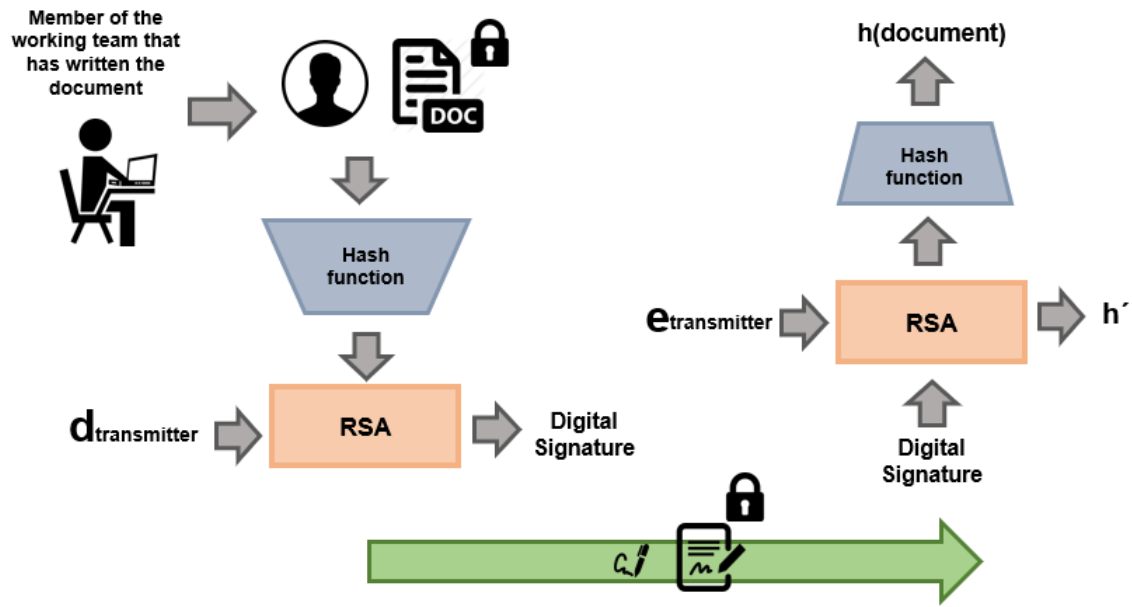 Member of the
working team that
has written the
document
DOC
Hash
function
dtransmitter
RSA
Digital
Signature
h(document)
Hash
function
etransmitter
RSA
h´
Digital
Signature